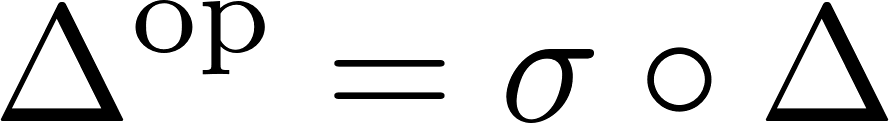 Δ^op = σ ∘ Δ